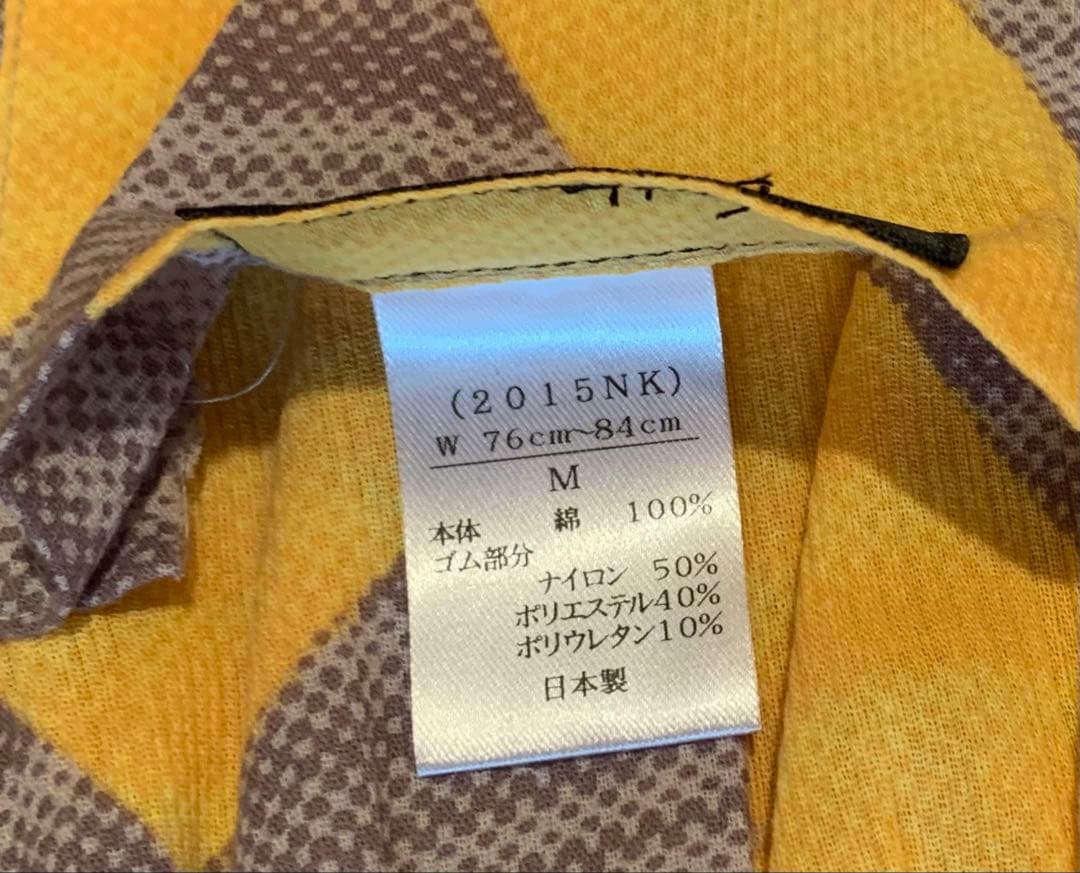 (2015NK)
W 76cm~84cm
M
本体 綿 100%
ゴム部分
ナイロン 50%
ポリエステル40%
ポリウレタン10%
日本製